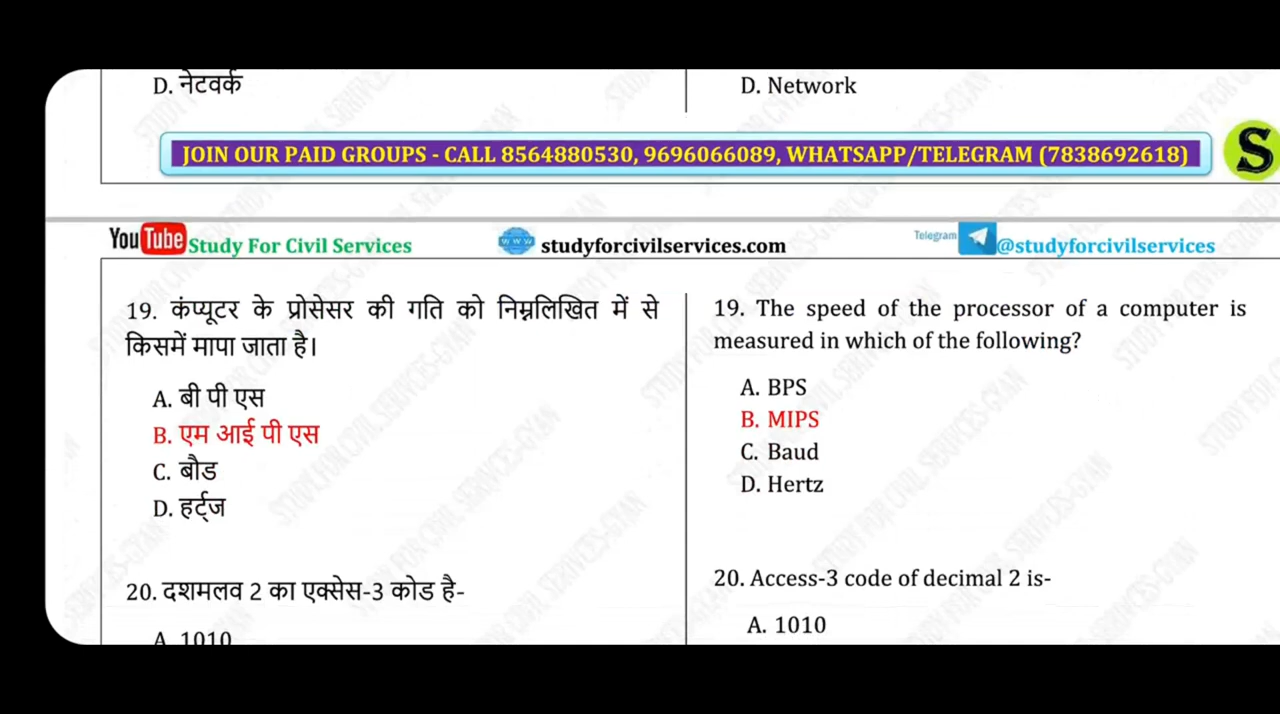 D. नेटवर्क
D. Network
JOIN OUR PAID GROUPS - CALL 8564880530, 9696066089, WHATSAPP/TELEGRAM (7838692618)
S
YouTube Study For Civil Services
WWW studyforcivilservices.com
Telegram @studyforcivilservices
19. कंप्यूटर के प्रोसेसर की गति को निम्नलिखित में से
किसमें मापा जाता है।
A. बी पी एस
B. एम आई पी एस
C. बौड
D. हर्ट्ज
20. दशमलव 2 का एक्सेस-3 कोड है-
A. 1010
19. The speed of the processor of a computer is
measured in which of the following?
A. BPS
B. MIPS
C. Baud
D. Hertz
20. Access-3 code of decimal 2 is-
A. 1010